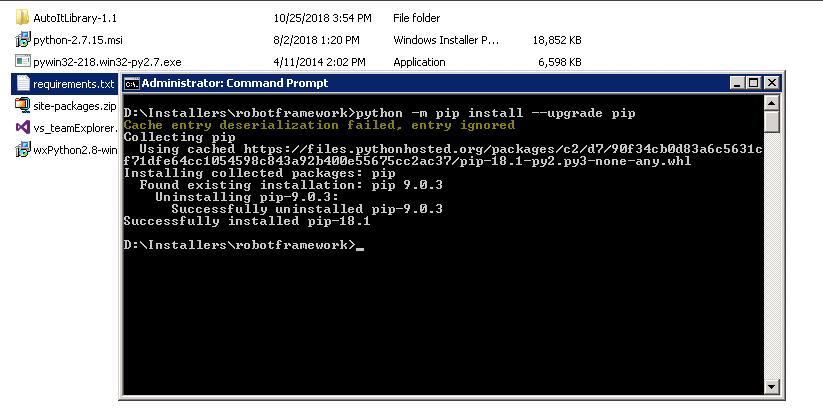 AutoItLibrary-1.1 10/25/2018 3:54 PM File folder
python-2.7.15.msi 8/2/2018 1:20 PM Windows Installer P... 18,852 KB
pywin32-218.win32-py2.7.exe 4/11/2014 2:02 PM Application 6,598 KB
requirements.txt
site-packages.zip
vs_teamExplorer.
wxPython2.8-win
Administrator: Command Prompt
D:\Installers\robotframework>python -m pip install --upgrade pip
Cache entry deserialization failed, entry ignored
Collecting pip
Using cached https://files.pythonhosted.org/packages/c2/d7/90f34cb0d83a6c5631c
f71dfe64cc1054598c843a92b400e55675cc2ac37/pip-18.1-py2.py3-none-any.whl
Installing collected packages: pip
Found existing installation: pip 9.0.3
Uninstalling pip-9.0.3:
Successfully uninstalled pip-9.0.3
Successfully installed pip-18.1
D:\Installers\robotframework>_